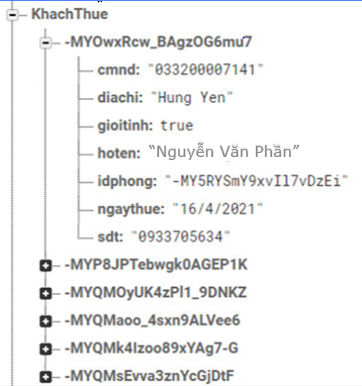 KhachThue
-MYOwxRcw_BAgzOG6mu7
cmnd: "033200007141"
diachi: "Hung Yen"
gioitinh: true
hoten: “Nguyễn Văn Phần”
idphong: "-MY5RYSmY9xvIl7vDzEi"
ngaythue: "16/4/2021"
sdt: "0933705634"
-MYP8JPTebwgk0AGEP1K
-MYQMOyUK4zPl1_9DNKZ
-MYQMaoo_4sxn9ALVee6
-MYQMk4Izoo89xYAg7-G
-MYQMsEvva3znYcGjDtF